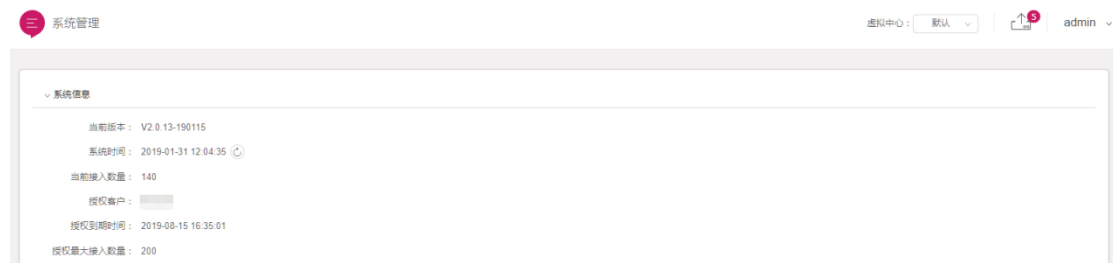 系统管理 虚拟中心： 默认 5 admin
系统信息
当前版本： V2.0.13-190115
系统时间： 2019-01-31 12:04:35
当前接入数量： 140
授权客户：
授权到期时间： 2019-08-15 16:35:01
授权最大接入数量： 200